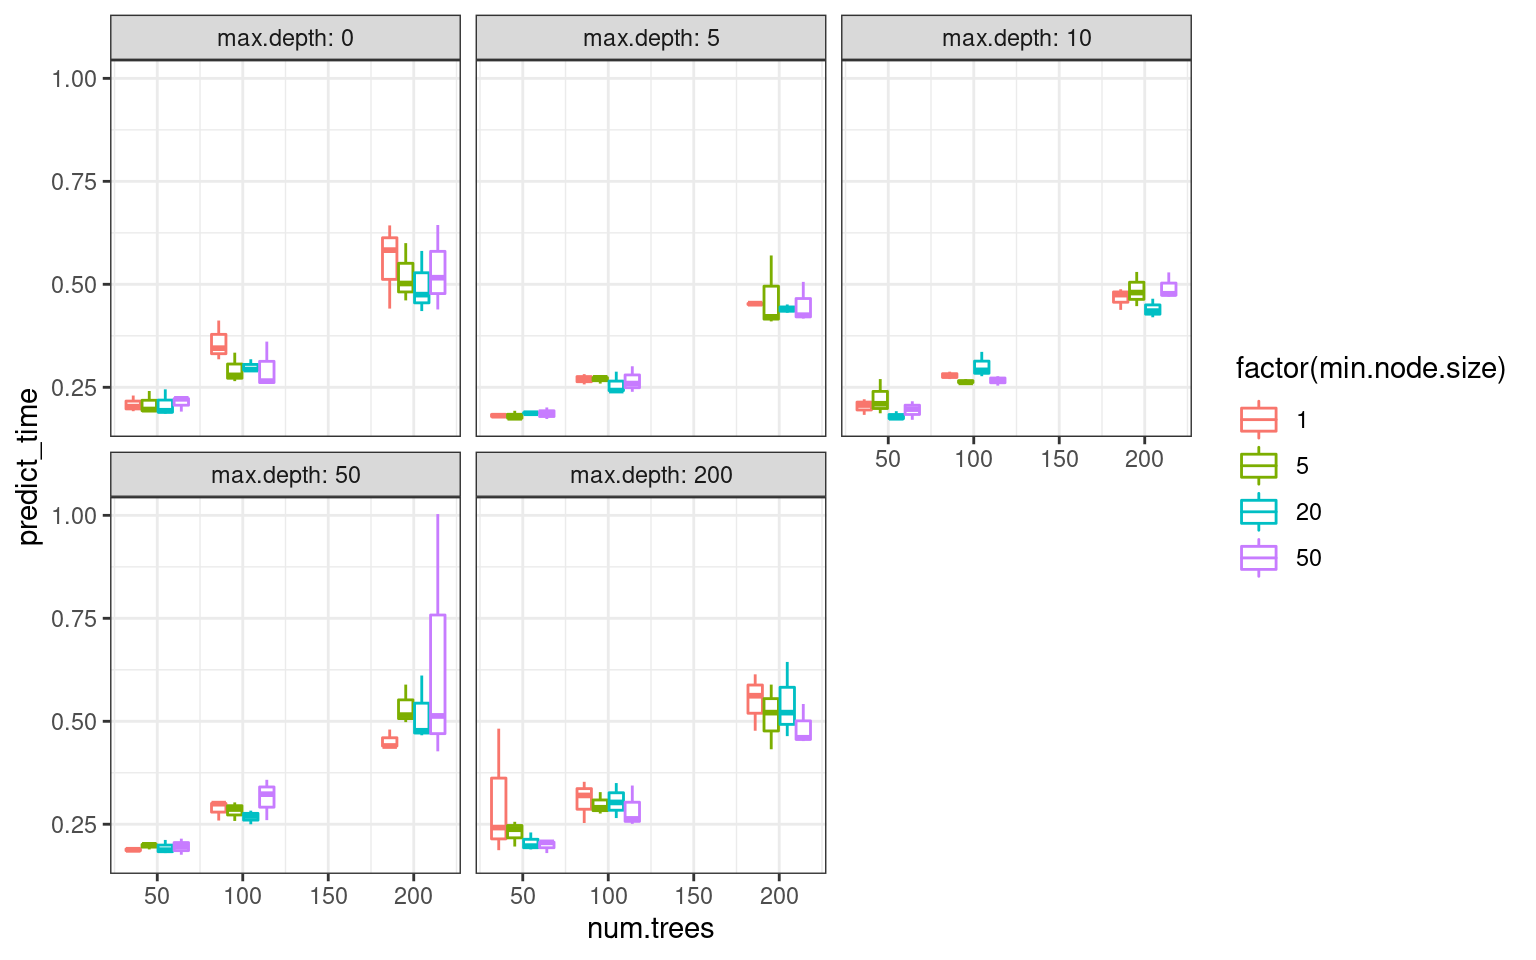 max.depth: 0
max.depth: 5
max.depth: 10
1.00
0.75
0.50
0.25
50 100 150 200
max.depth: 50
max.depth: 200
1.00
0.75
0.50
0.25
50 100 150 200
50 100 150 200
num.trees
predict_time
factor(min.node.size)
1
5
20
50